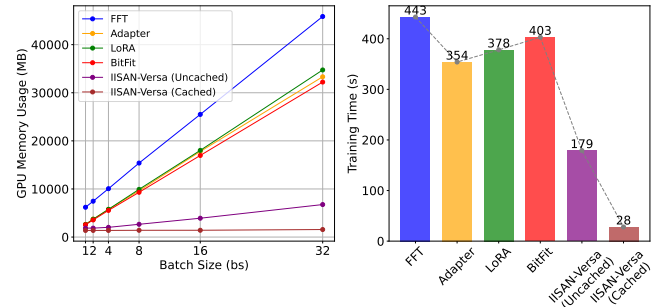 GPU Memory Usage (MB)
40000
30000
20000
10000
0
FFT
Adapter
LoRA
BitFit
IISAN-Versa (Uncached)
IISAN-Versa (Cached)
1 2 4 8 16 32
Batch Size (bs)
Training Time (s)
400
300
200
100
0
443
354
378
403
179
28
FFT
Adapter
LoRA
BitFit
IISAN-Versa
(Uncached)
IISAN-Versa
(Cached)